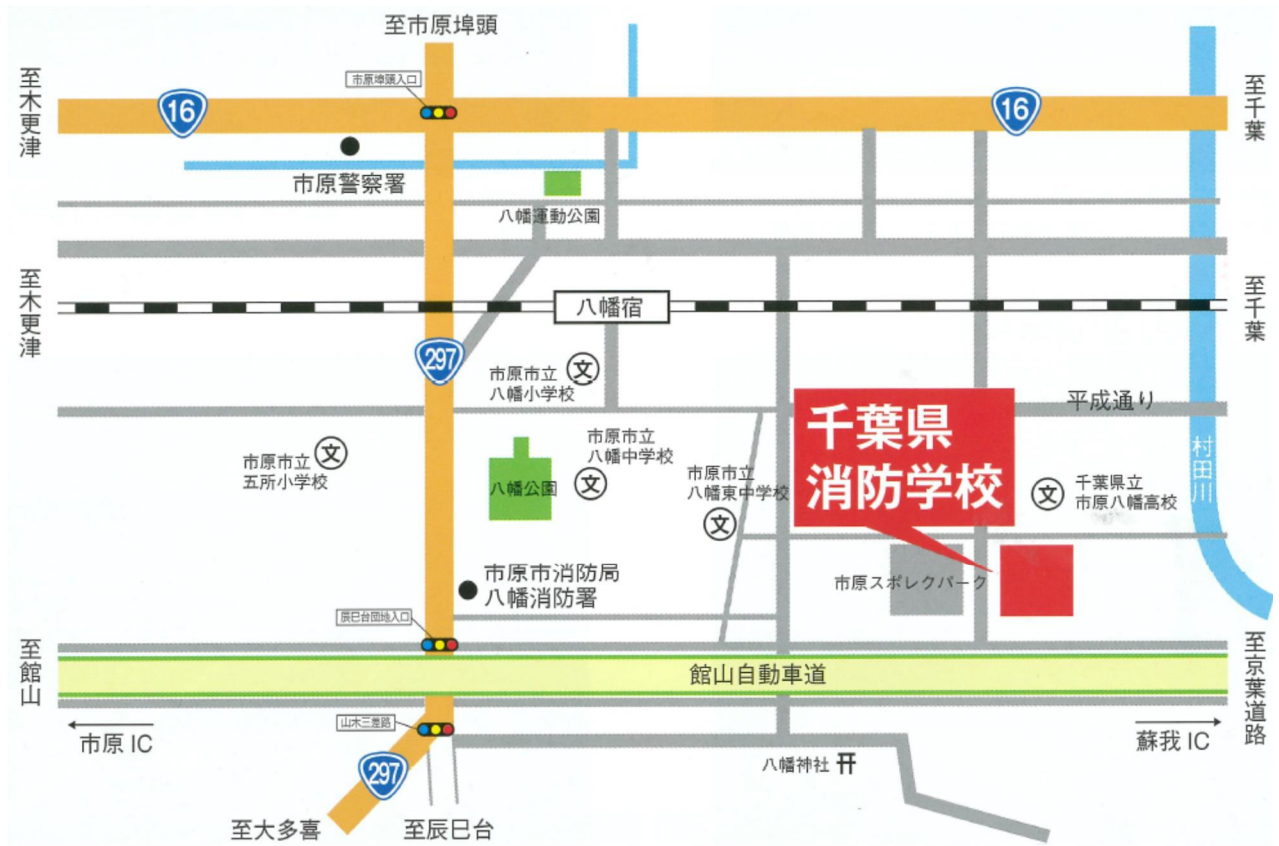 至市原埠頭
至木更津
16
市原埠頭入口
16
至千葉
市原警察署
八幡運動公園
至木更津
八幡宿
至千葉
297
市原市立
八幡小学校
文
平成通り
千葉県
消防学校
市原市立
五所小学校
文
市原市立
八幡中学校
文
八幡公園
市原市立
八幡東中学校
文
文
千葉県立
市原八幡高校
村田川
市原市消防局
八幡消防署
市原スポレクパーク
辰巳台団地入口
至館山
館山自動車道
至京葉道路
市原 IC
山木三差路
蘇我 IC
297
八幡神社
至大多喜
至辰巳台